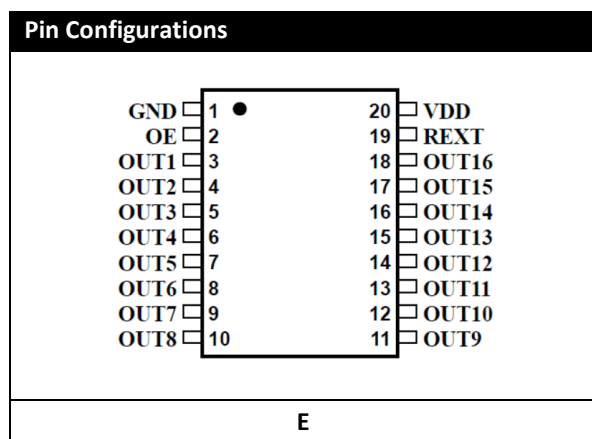 Pin Configurations
GND 1 20 VDD
OE 2 19 REXT
OUT1 3 18 OUT16
OUT2 4 17 OUT15
OUT3 5 16 OUT14
OUT4 6 15 OUT13
OUT5 7 14 OUT12
OUT6 8 13 OUT11
OUT7 9 12 OUT10
OUT8 10 11 OUT9
E